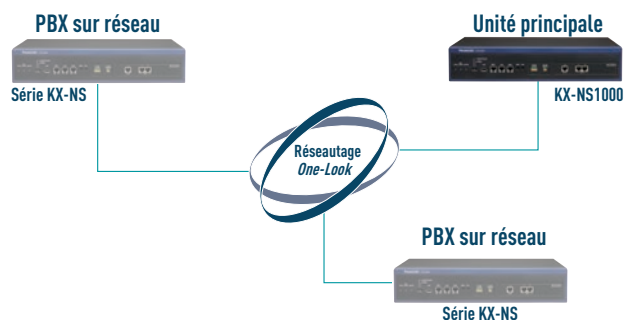 PBX sur réseau
Série KX-NS
Unité principale
KX-NS1000
Réseautage
One-Look
PBX sur réseau
Série KX-NS